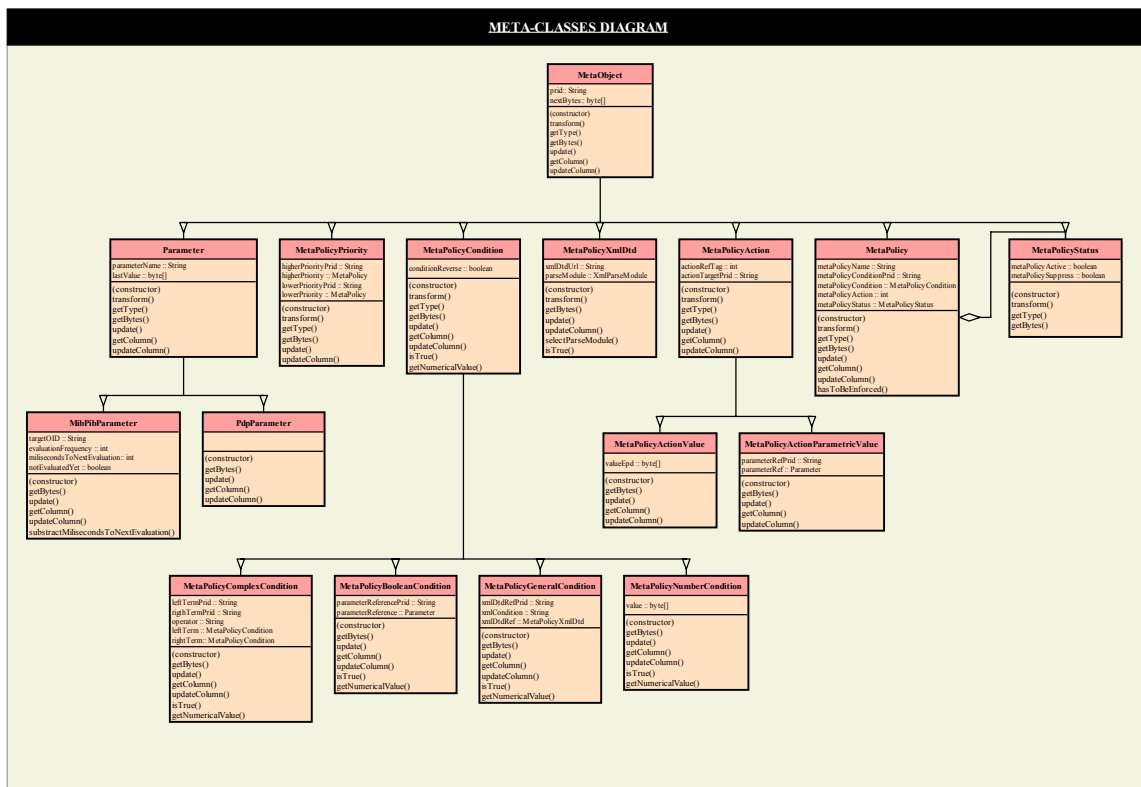 META-CLASSES DIAGRAM
MetaObject
prid:: String
nextBytes:: byte[]
(constructor)
transform()
getType()
getBytes()
update()
getColumn()
updateColumn()
Parameter
parameterName :: String
lastValue :: byte[]
(constructor)
transform()
getType()
getBytes()
update()
getColumn()
updateColumn()
MetaPolicyPriority
higherPriorityPrid :: String
higherPriority :: MetaPolicy
lowerPriorityPrid :: String
lowerPriority :: MetaPolicy
(constructor)
transform()
getType()
getBytes()
update()
updateColumn()
MetaPolicyCondition
conditionReverse :: boolean
(constructor)
transform()
getType()
getBytes()
update()
getColumn()
updateColumn()
isTrue()
getNumericalValue()
MetaPolicyXmlDtd
xmlDtdUrl :: String
parseModule :: XmlParseModule
(constructor)
transform()
getBytes()
update()
updateColumn()
selectParseModule()
isTrue()
MetaPolicyAction
actionRefTag :: int
actionTargetPrid :: String
(constructor)
transform()
getType()
getBytes()
update()
getColumn()
updateColumn()
MetaPolicy
metaPolicyName :: String
metaPolicyConditionPrid :: String
metaPolicyCondition :: MetaPolicyCondition
metaPolicyAction :: int
metaPolicyStatus :: MetaPolicyStatus
(constructor)
transform()
getType()
getBytes()
update()
getColumn()
updateColumn()
hasToBeEnforced()
MetaPolicyStatus
metaPolicyActive :: boolean
metaPolicySuppress :: boolean
(constructor)
transform()
getType()
getBytes()
MibPibParameter
targetOID :: String
evaluationFrequency :: int
milisecondsToNextEvaluation:: int
notEvaluatedYet :: boolean
(constructor)
getBytes()
update()
getColumn()
updateColumn()
substractMilisecondsToNextEvaluation()
PdpParameter
(constructor)
getBytes()
update()
getColumn()
updateColumn()
MetaPolicyActionValue
valueEpd :: byte[]
(constructor)
getBytes()
update()
getColumn()
updateColumn()
MetaPolicyActionParametricValue
parameterRefPrid :: String
parameterRef :: Parameter
(constructor)
getBytes()
update()
getColumn()
updateColumn()
MetaPolicyComplexCondition
leftTermPrid :: String
rigthTermPrid :: String
operator :: String
leftTerm :: MetaPolicyCondition
rightTerm:: MetaPolicyCondition
(constructor)
getBytes()
update()
getColumn()
updateColumn()
isTrue()
getNumericalValue()
MetaPolicyBooleanCondition
parameterReferencePrid :: String
parameterReference :: Parameter
(constructor)
getBytes()
update()
getColumn()
updateColumn()
isTrue()
getNumericalValue()
MetaPolicyGeneralCondition
xmlDtdRefPrid :: String
xmlCondition :: String
xmlDtdRef :: MetaPolicyXmlDtd
(constructor)
getBytes()
update()
getColumn()
updateColumn()
isTrue()
getNumericalValue()
MetaPolicyNumberCondition
value :: byte[]
(constructor)
getBytes()
update()
getColumn()
updateColumn()
isTrue()
getNumericalValue()